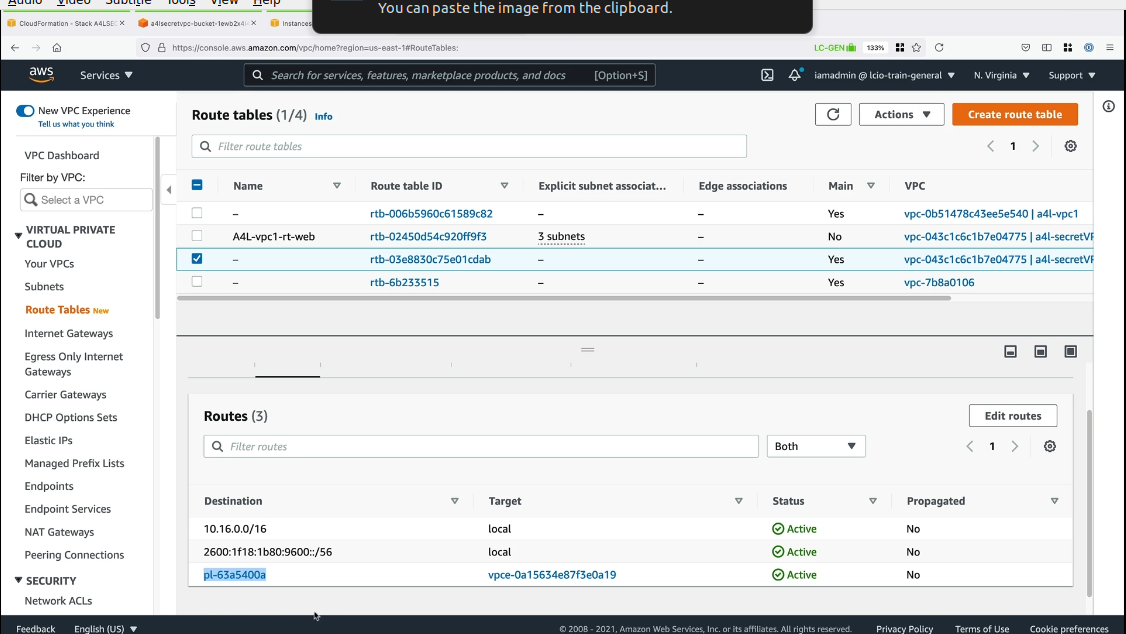 Audio Video Subtitle Tools View Help
You can paste the image from the clipboard.
CloudFormation - Stack A4LSEC
a4lsecretvpc-bucket-1ewb2x4
Instances
https://console.aws.amazon.com/vpc/home?region=us-east-1#RouteTables:
LC-GEN
133%
aws
Services
Search for services, features, marketplace products, and docs
[Option+S]
iamadmin @ lcio-train-general
N. Virginia
Support
New VPC Experience
Tell us what you think
VPC Dashboard
Filter by VPC:
Select a VPC
VIRTUAL PRIVATE
CLOUD
Your VPCs
Subnets
Route Tables New
Internet Gateways
Egress Only Internet
Gateways
Carrier Gateways
DHCP Options Sets
Elastic IPs
Managed Prefix Lists
Endpoints
Endpoint Services
NAT Gateways
Peering Connections
SECURITY
Network ACLs
Route tables (1/4) Info
Actions
Create route table
Filter route tables
1
Name Route table ID Explicit subnet associat... Edge associations Main VPC
– rtb-006b5960c61589c82 – – Yes vpc-0b51478c43ee5e540 | a4l-vpc1
A4L-vpc1-rt-web rtb-02450d54c920ff9f3 3 subnets – No vpc-043c1c6c1b7e04775 | a4l-secretVP
– rtb-03e8830c75e01cdab – – Yes vpc-043c1c6c1b7e04775 | a4l-secretVP
– rtb-6b233515 – – Yes vpc-7b8a0106
Routes (3)
Edit routes
Filter routes
Both
1
Destination Target Status Propagated
10.16.0.0/16 local Active No
2600:1f18:1b80:9600::/56 local Active No
pl-63a5400a vpce-0a15634e87f3e0a19 Active No
Feedback English (US) © 2008 - 2021, Amazon Web Services, Inc. or its affiliates. All rights reserved. Privacy Policy Terms of Use Cookie preferences